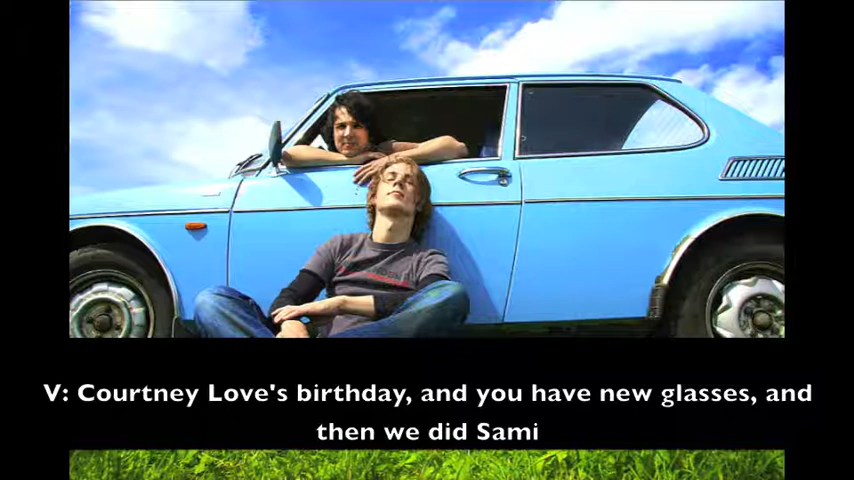 V: Courtney Love's birthday, and you have new glasses, and
then we did Sami